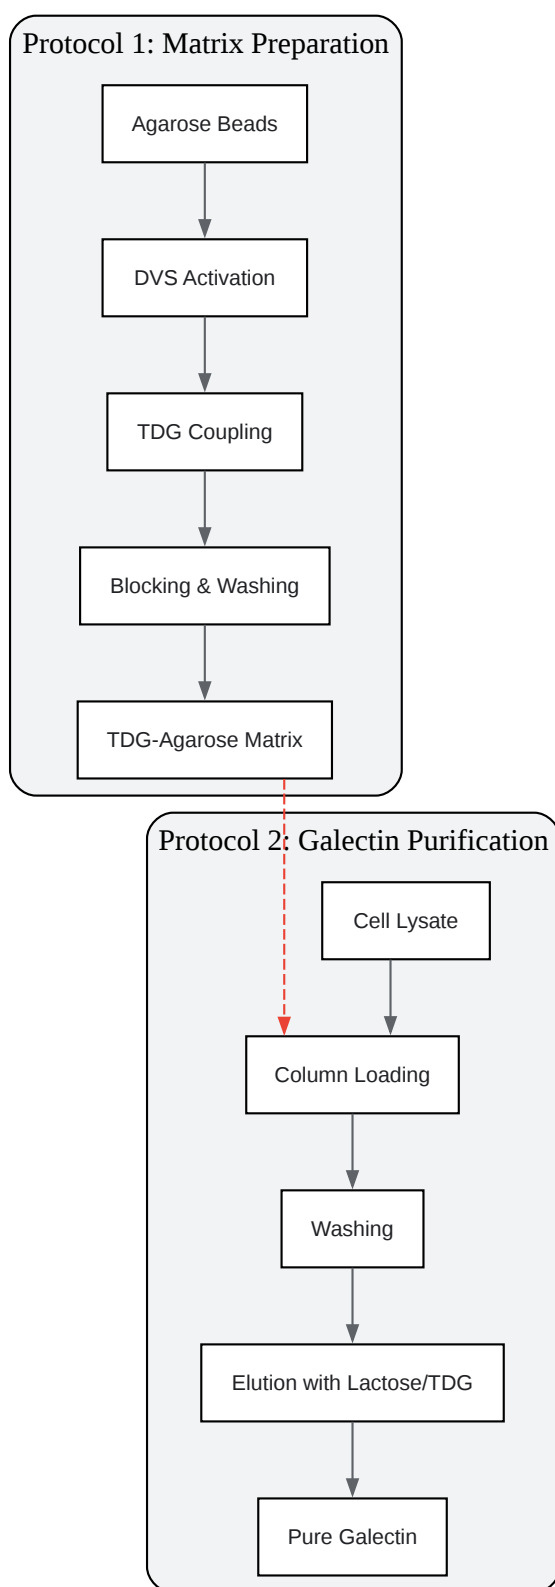 Protocol 1: Matrix Preparation
Agarose Beads
DVS Activation
TDG Coupling
Blocking & Washing
TDG-Agarose Matrix
Protocol 2: Galectin Purification
Cell Lysate
Column Loading
Washing
Elution with Lactose/TDG
Pure Galectin